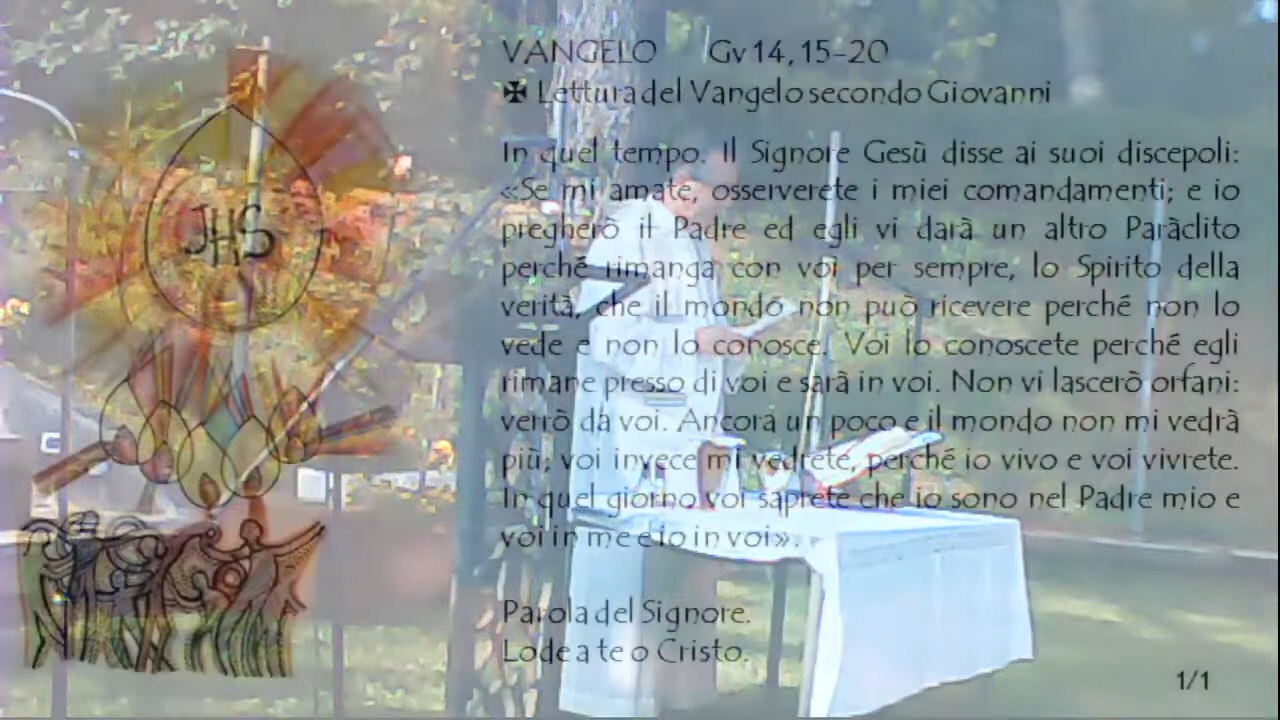 VANGELO Gv 14, 15-20
✠ Lettura del Vangelo secondo Giovanni
In quel tempo. Il Signore Gesù disse ai suoi discepoli:
«Se mi amate, osserverete i miei comandamenti; e io
pregherò il Padre ed egli vi darà un altro Paràclito
perché rimanga con voi per sempre, lo Spirito della
verità, che il mondo non può ricevere perché non lo
vede e non lo conosce. Voi lo conoscete perché egli
rimane presso di voi e sarà in voi. Non vi lascerò orfani:
verrò da voi. Ancora un poco e il mondo non mi vedrà
più; voi invece mi vedrete, perché io vivo e voi vivrete.
In quel giorno voi saprete che io sono nel Padre mio e
voi in me e io in voi».
Parola del Signore.
Lode a te o Cristo.
JHS
1/1